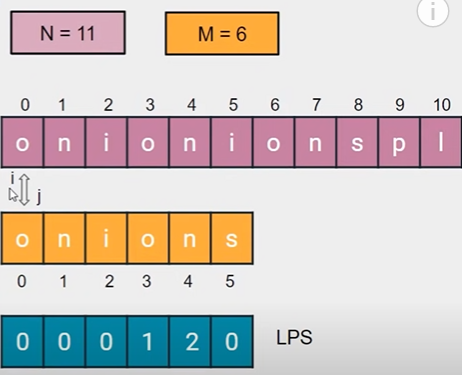 N = 11 M = 6
i
0 1 2 3 4 5 6 7 8 9 10
o n i o n i o n s p l
i j
o n i o n s
0 1 2 3 4 5
0 0 0 1 2 0 LPS